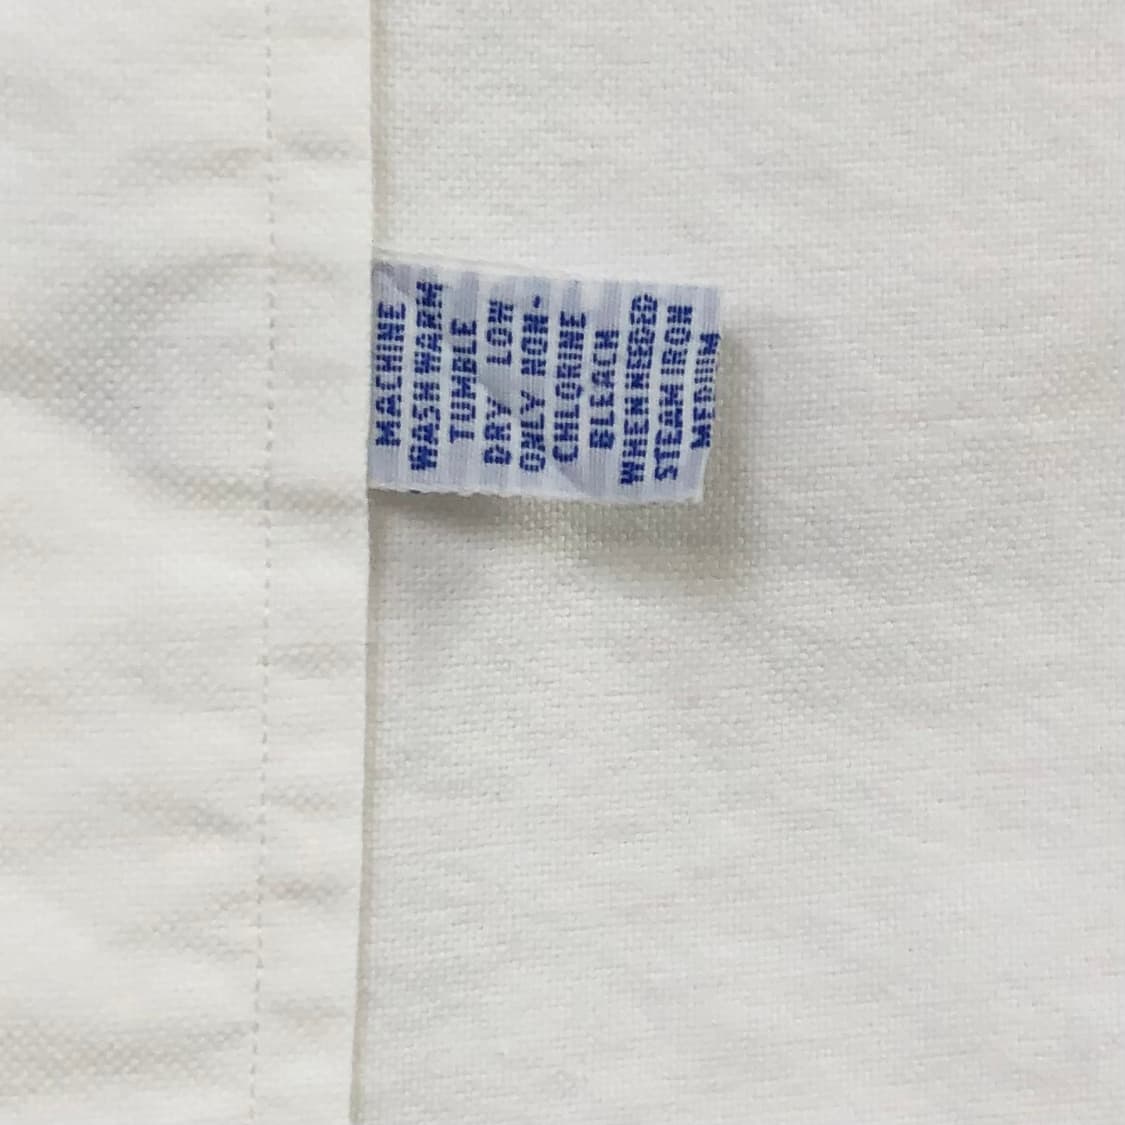 MACHINE
WASH WARM
TUMBLE
DRY LOW
ONLY NON-
CHLORINE
BLEACH
WHEN NEEDED
STEAM IRON
MEDIUM